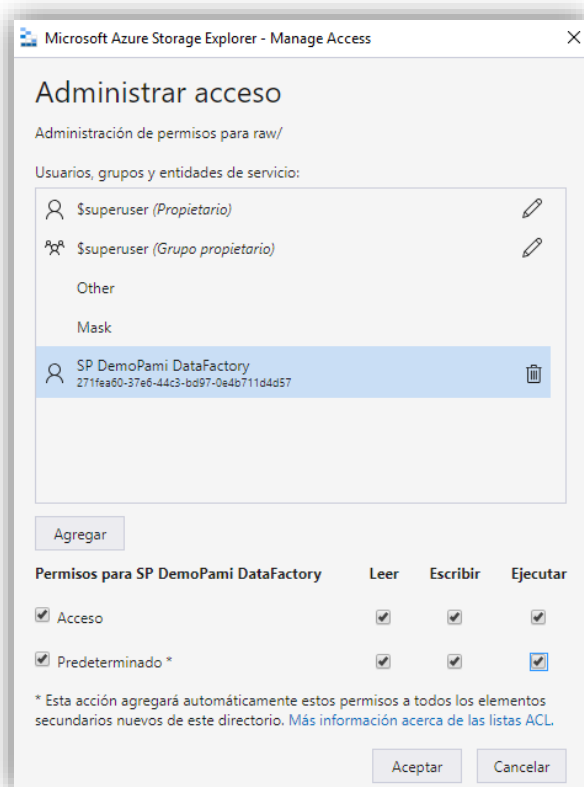 Microsoft Azure Storage Explorer - Manage Access
Administrar acceso
Administración de permisos para raw/
Usuarios, grupos y entidades de servicio:
$superuser (Propietario)
$superuser (Grupo propietario)
Other
Mask
SP DemoPami DataFactory
271fea60-37e6-44c3-bd97-0e4b711d4d57
Agregar
Permisos para SP DemoPami DataFactory Leer Escribir Ejecutar
Acceso
Predeterminado *
* Esta acción agregará automáticamente estos permisos a todos los elementos
secundarios nuevos de este directorio. Más información acerca de las listas ACL.
Aceptar Cancelar